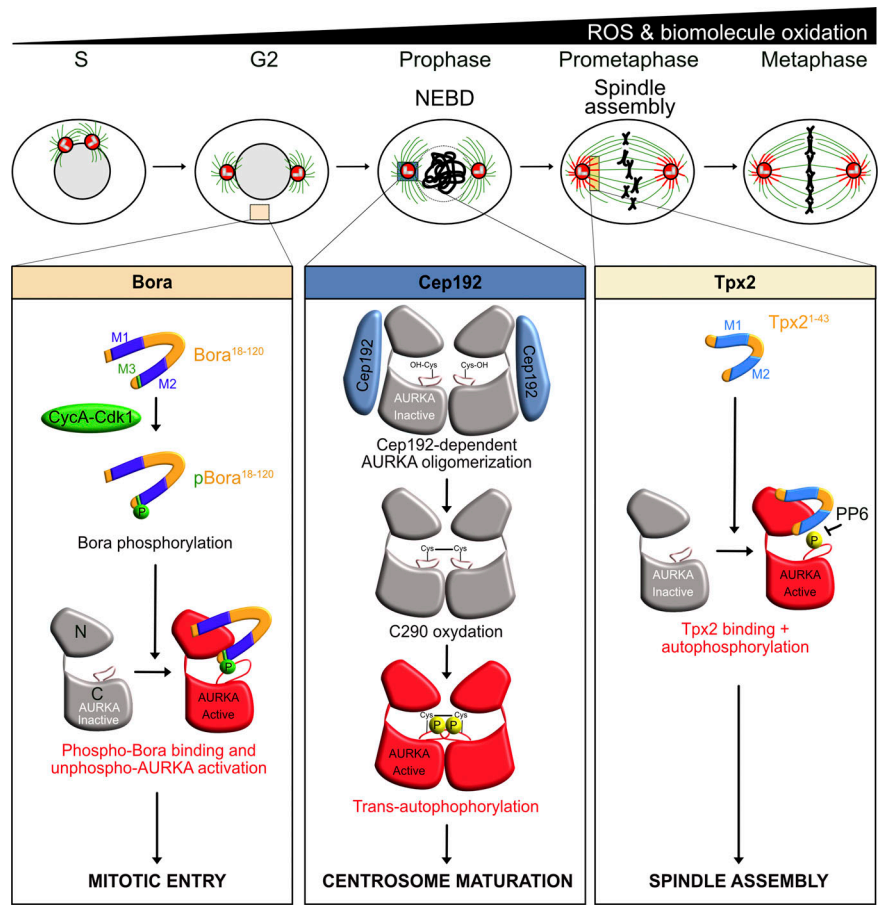 ROS & biomolecule oxidation
S
G2
Prophase
Prometaphase
Metaphase
NEBD
Spindle
assembly
Bora
M1
Bora18-120
M3
M2
CycA-Cdk1
pBora18-120
P
Bora phosphorylation
N
P
C
AURKA
Inactive
AURKA
Active
Phospho-Bora binding and
unphospho-AURKA activation
MITOTIC ENTRY
Cep192
Cep192
Cep192
OH-Cys
Cys-OH
AURKA
Inactive
Cep192-dependent
AURKA oligomerization
Cys
Cys
C290 oxydation
Cys
Cys
P
P
AURKA
Active
Trans-autophophorylation
CENTROSOME MATURATION
Tpx2
M1
Tpx21-43
M2
PP6
P
AURKA
Inactive
AURKA
Active
Tpx2 binding +
autophosphorylation
SPINDLE ASSEMBLY